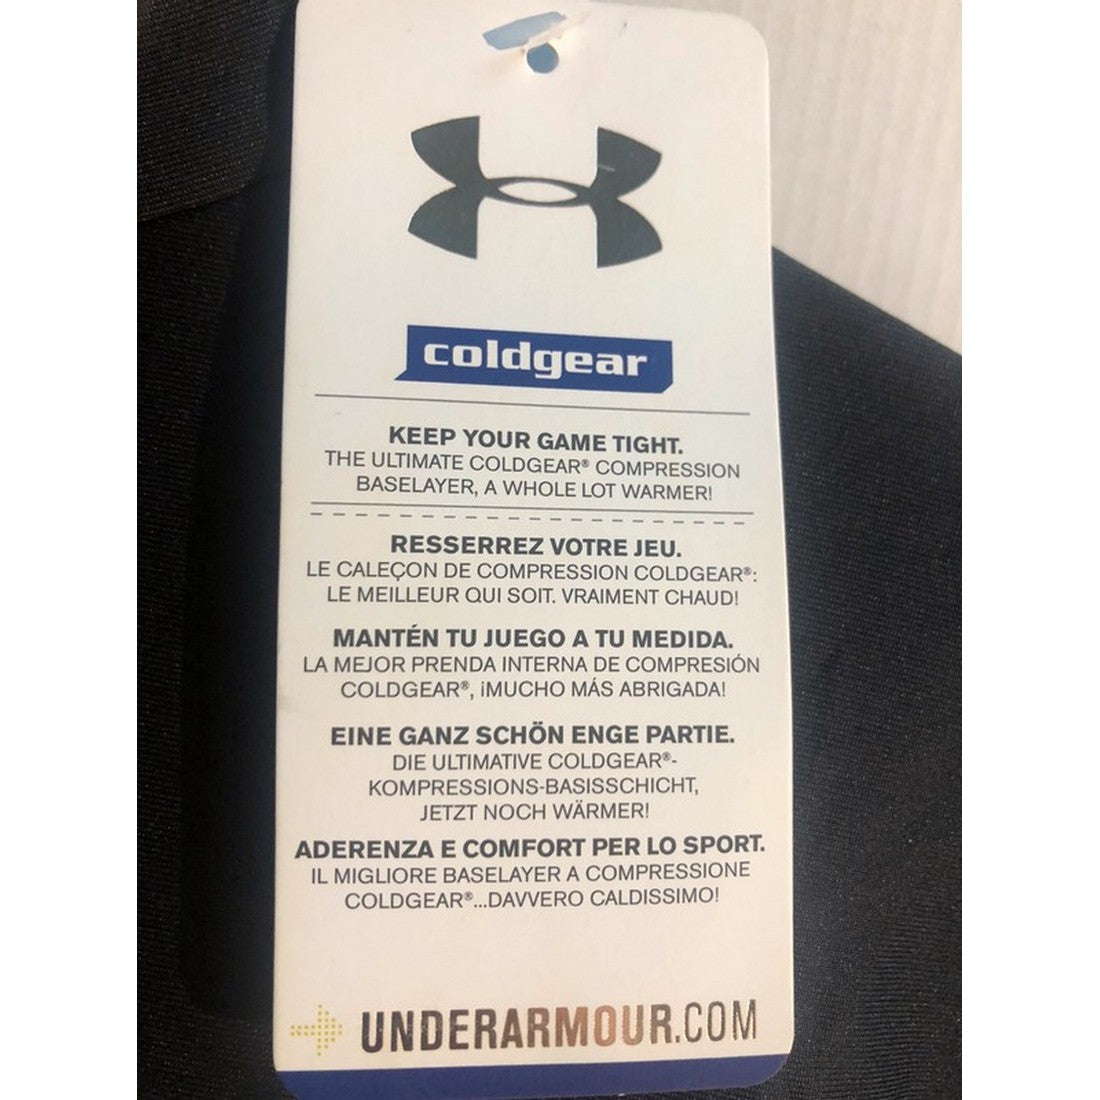 coldgear
KEEP YOUR GAME TIGHT.
THE ULTIMATE COLDGEAR® COMPRESSION
BASELAYER, A WHOLE LOT WARMER!
RESSERREZ VOTRE JEU.
LE CALEÇON DE COMPRESSION COLDGEAR®:
LE MEILLEUR QUI SOIT. VRAIMENT CHAUD!
MANTÉN TU JUEGO A TU MEDIDA.
LA MEJOR PRENDA INTERNA DE COMPRESIÓN
COLDGEAR®, ¡MUCHO MÁS ABRIGADA!
EINE GANZ SCHÖN ENGE PARTIE.
DIE ULTIMATIVE COLDGEAR®-
KOMPRESSIONS-BASISSCHICHT,
JETZT NOCH WÄRMER!
ADERENZA E COMFORT PER LO SPORT.
IL MIGLIORE BASELAYER A COMPRESSIONE
COLDGEAR®...DAVVERO CALDISSIMO!
UNDERARMOUR.COM